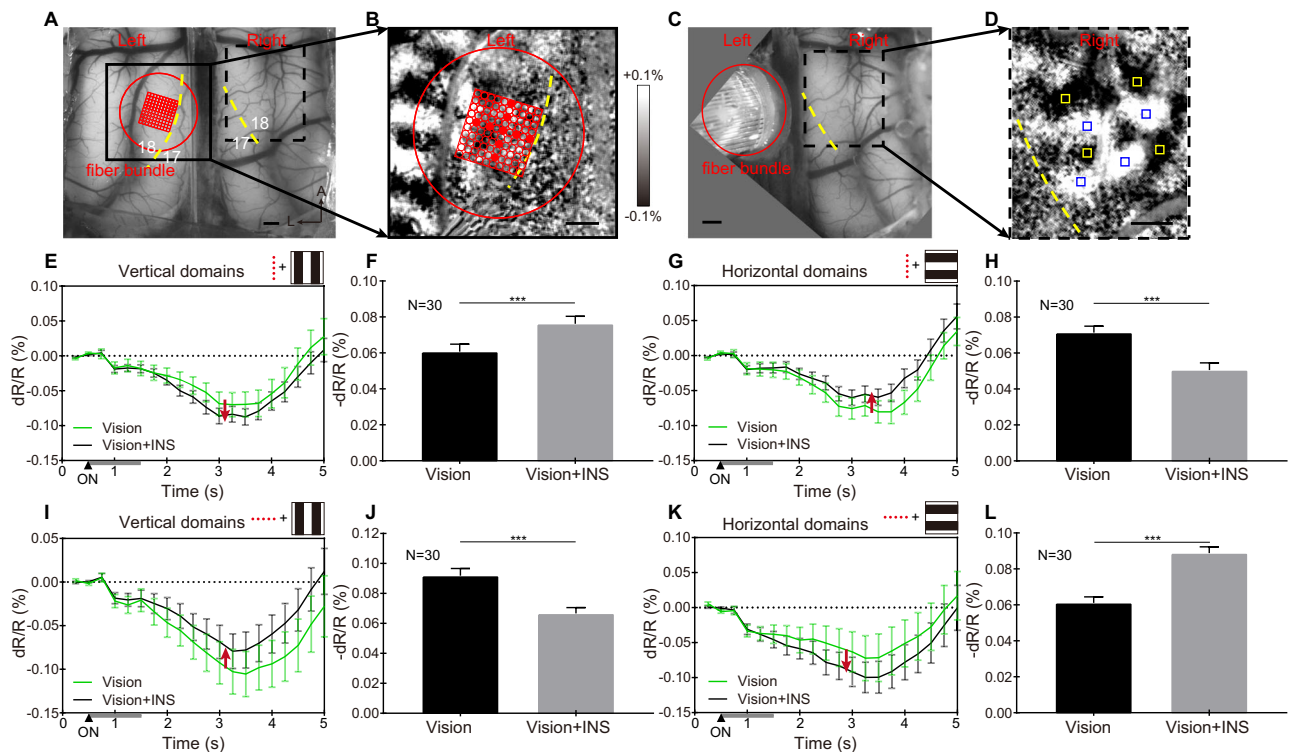 A
Left
Right
18
17
18
17
fiber bundle
A
L
B
Left
+0.1%
-0.1%
C
Left
Right
fiber bundle
D
Right
E
Vertical domains
+
dR/R (%)
0.10
0.05
0.00
-0.05
-0.10
-0.15
Vision
Vision+INS
0 1 2 3 4 5
ON
Time (s)
F
-dR/R (%)
0.10
0.08
0.06
0.04
0.02
0.00
N=30
***
Vision
Vision+INS
G
Horizontal domains
+
dR/R (%)
0.10
0.05
0.00
-0.05
-0.10
-0.15
Vision
Vision+INS
0 1 2 3 4 5
ON
Time (s)
H
-dR/R (%)
0.10
0.08
0.06
0.04
0.02
0.00
N=30
***
Vision
Vision+INS
I
Vertical domains
+
dR/R (%)
0.05
0.00
-0.05
-0.10
-0.15
Vision
Vision+INS
0 1 2 3 4 5
ON
Time (s)
J
-dR/R (%)
0.12
0.10
0.08
0.06
0.04
0.02
0.00
N=30
***
Vision
Vision+INS
K
Horizontal domains
+
dR/R (%)
0.10
0.05
0.00
-0.05
-0.10
-0.15
Vision
Vision+INS
0 1 2 3 4 5
ON
Time (s)
L
-dR/R (%)
0.10
0.08
0.06
0.04
0.02
0.00
N=30
***
Vision
Vision+INS